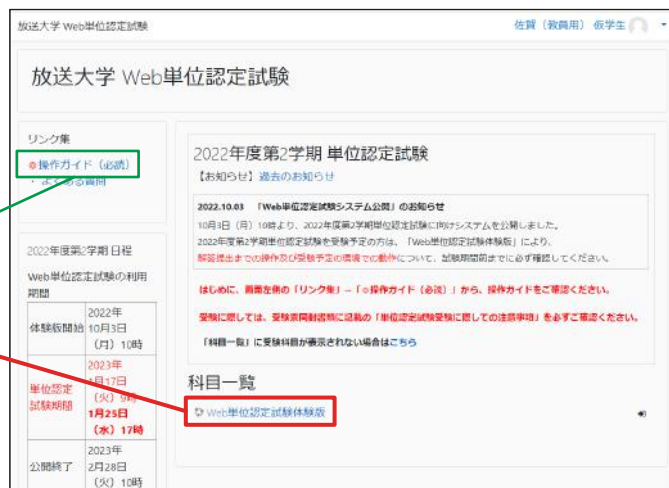 放送大学 Web単位認定試験
佐賀（教員用） 仮学生
放送大学 Web単位認定試験
リンク集
操作ガイド（必読）
・よくある質問
2022年度第2学期 日程
Web単位認定試験の利用
期間
体験版開始
2022年
10月3日
（月）10時
単位認定
試験期間
2023年
1月17日
（火）9時
1月25日
（水）17時
公開終了
2023年
2月28日
（火）10時
2022年度第2学期 単位認定試験
【お知らせ】過去のお知らせ
2022.10.03 「Web単位認定試験システム公開」のお知らせ
10月3日（月）10時より、2022年度第2学期単位認定試験に向けシステムを公開しました。
2022年度第2学期単位認定試験を受験予定の方は、「Web単位認定試験体験版」により、
解答提出までの操作及び受験予定の環境での動作について、試験期間前までに必ず確認してください。
はじめに、画面左側の「リンク集」－「○操作ガイド（必読）」から、操作ガイドをご確認ください。
受験に際しては、受験票同封書類に記載の「単位認定試験受験に際しての注意事項」を必ずご確認ください。
「科目一覧」に受験科目が表示されない場合はこちら
科目一覧
Web単位認定試験体験版